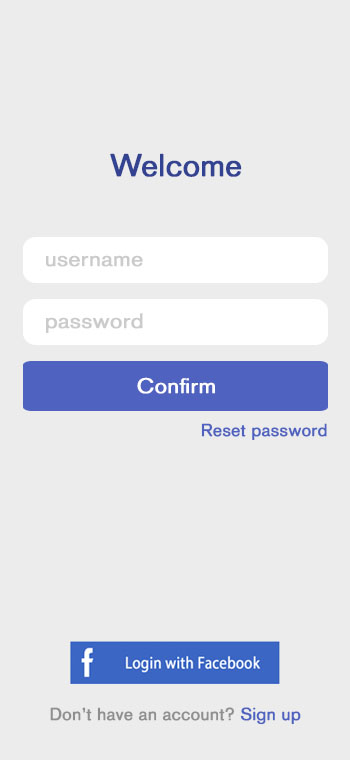 Welcome
username
password
Confirm
Reset password
f Login with Facebook
Don't have an account? Sign up